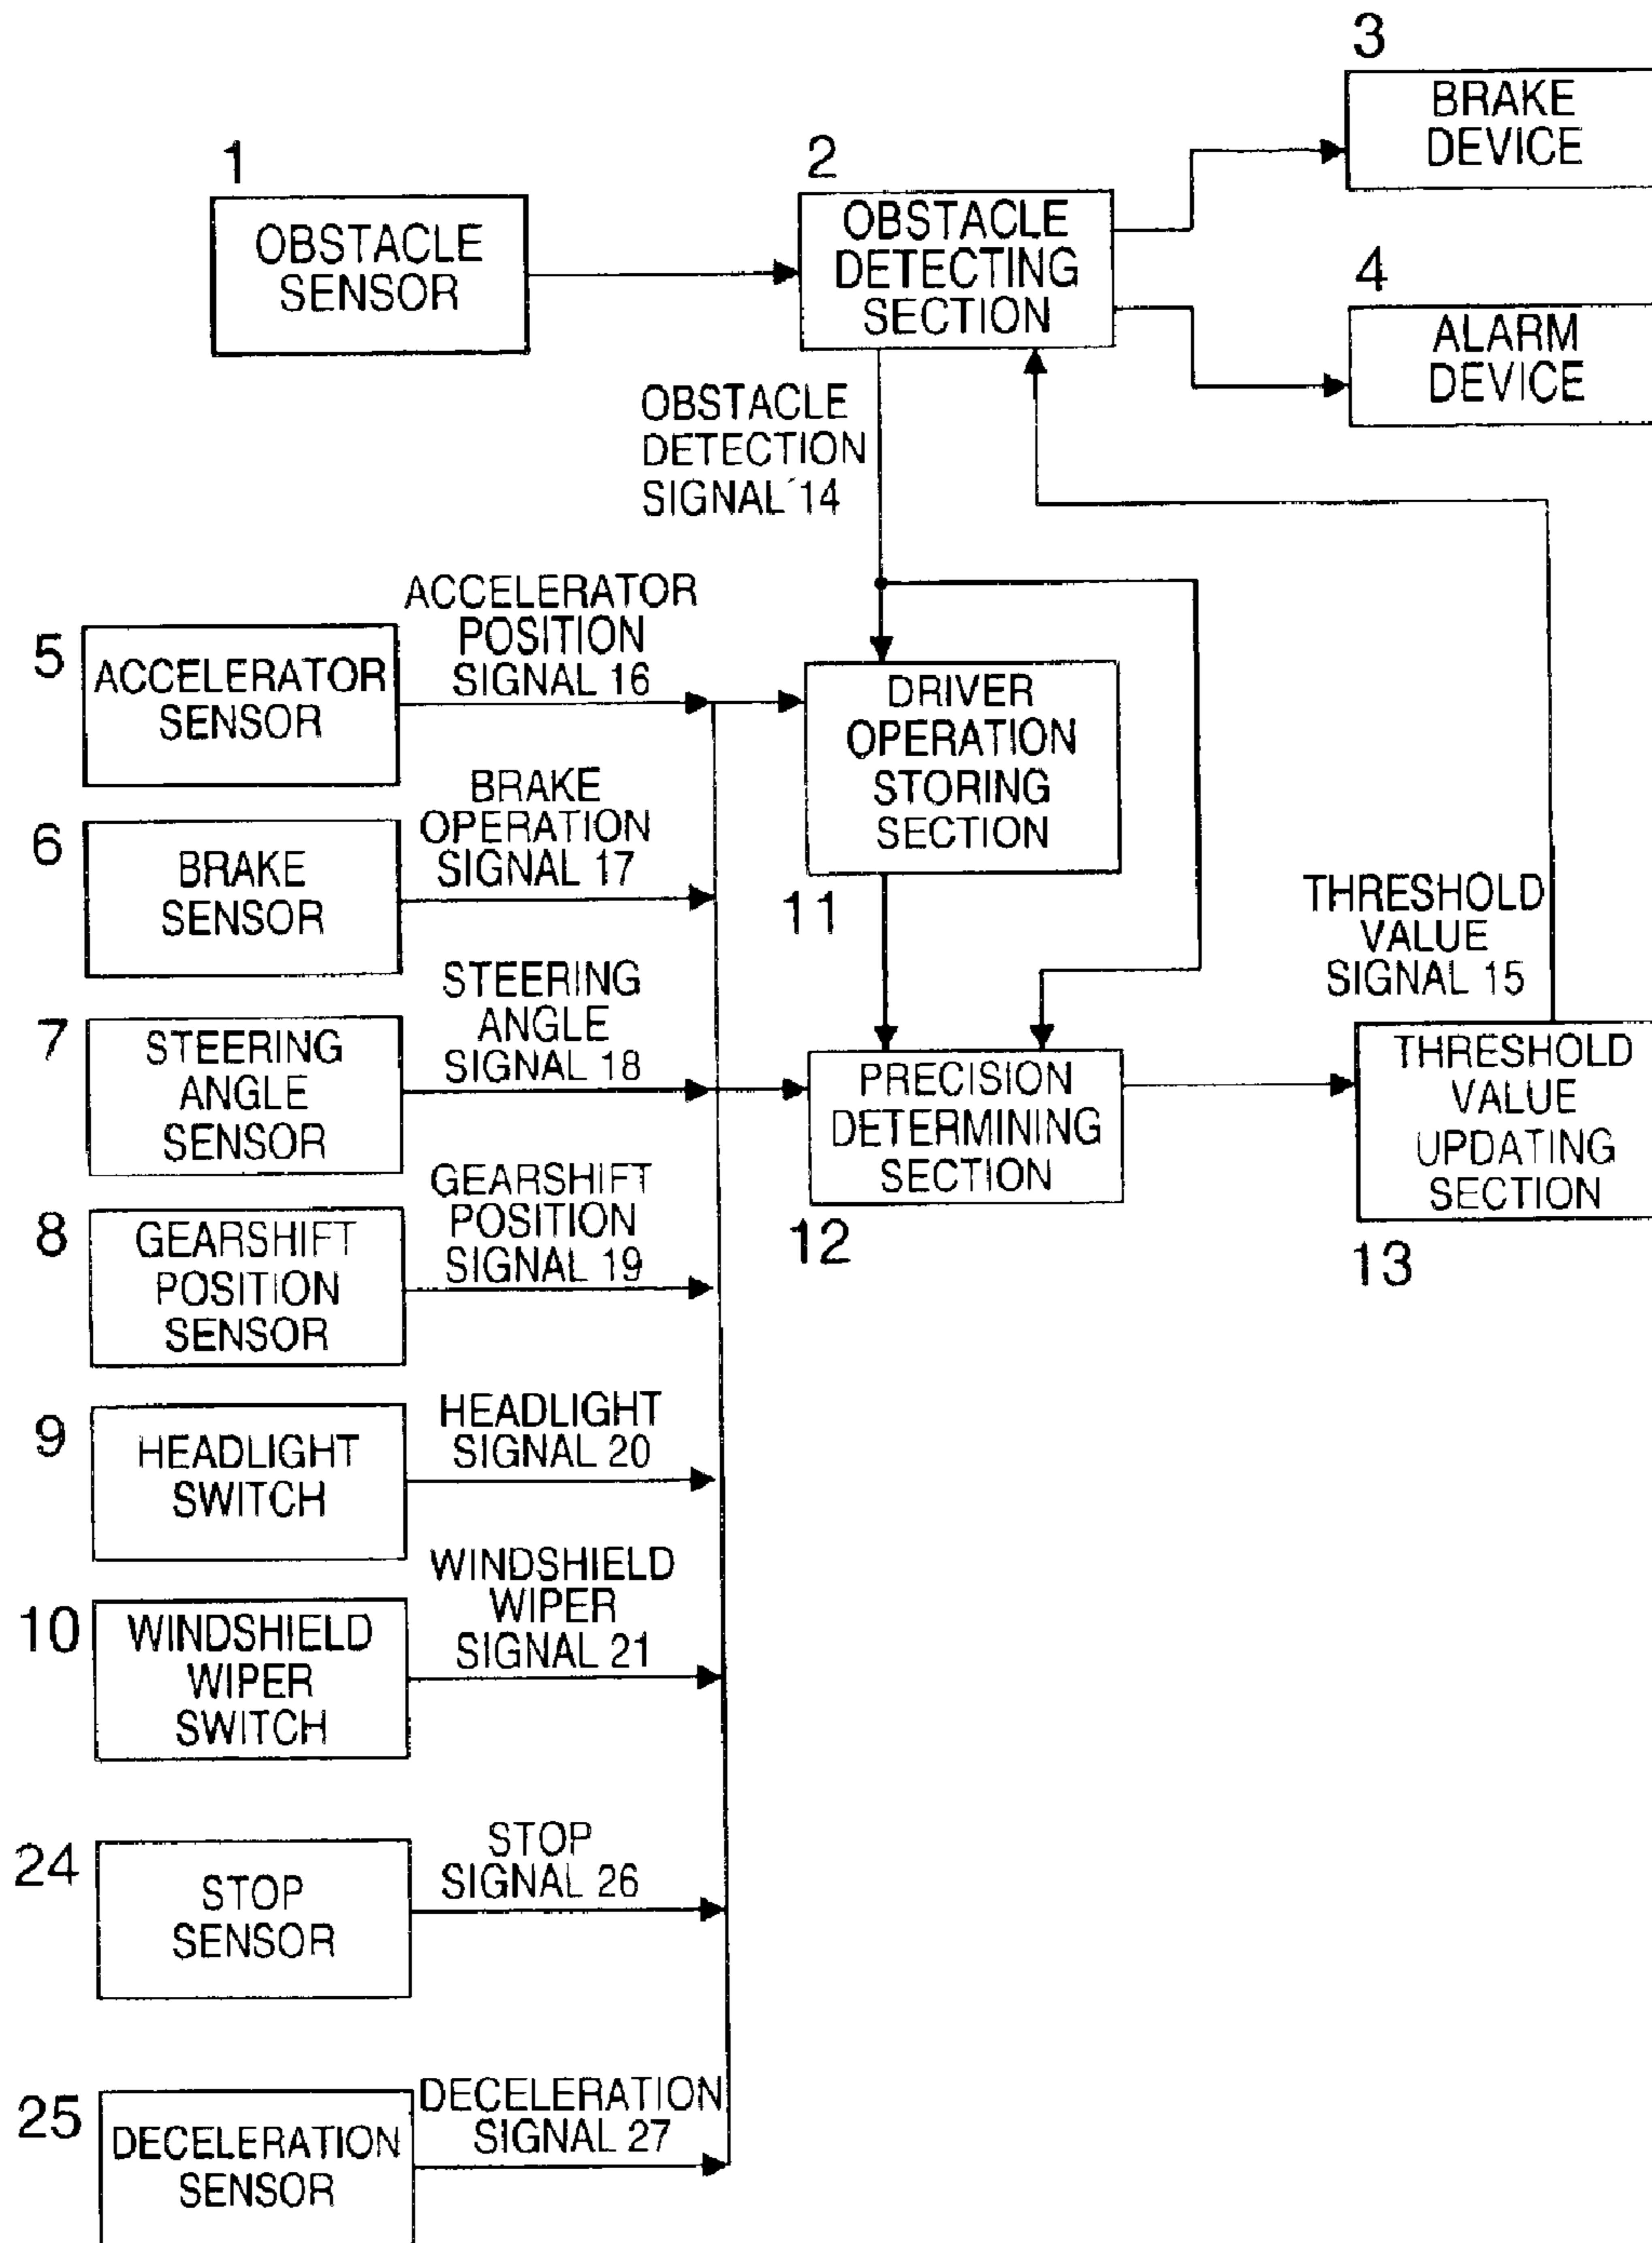 3
BRAKE
DEVICE
1
OBSTACLE
SENSOR
2
OBSTACLE
DETECTING
SECTION
4
ALARM
DEVICE
OBSTACLE
DETECTION
SIGNAL 14
5
ACCELERATOR
SENSOR
ACCELERATOR
POSITION
SIGNAL 16
DRIVER
OPERATION
STORING
SECTION
11
6
BRAKE
SENSOR
BRAKE
OPERATION
SIGNAL 17
THRESHOLD
VALUE
SIGNAL 15
7
STEERING
ANGLE
SENSOR
STEERING
ANGLE
SIGNAL 18
PRECISION
DETERMINING
SECTION
12
THRESHOLD
VALUE
UPDATING
SECTION
13
8
GEARSHIFT
POSITION
SENSOR
GEARSHIFT
POSITION
SIGNAL 19
9
HEADLIGHT
SWITCH
HEADLIGHT
SIGNAL 20
10
WINDSHIELD
WIPER
SWITCH
WINDSHIELD
WIPER
SIGNAL 21
24
STOP
SENSOR
STOP
SIGNAL 26
25
DECELERATION
SENSOR
DECELERATION
SIGNAL 27